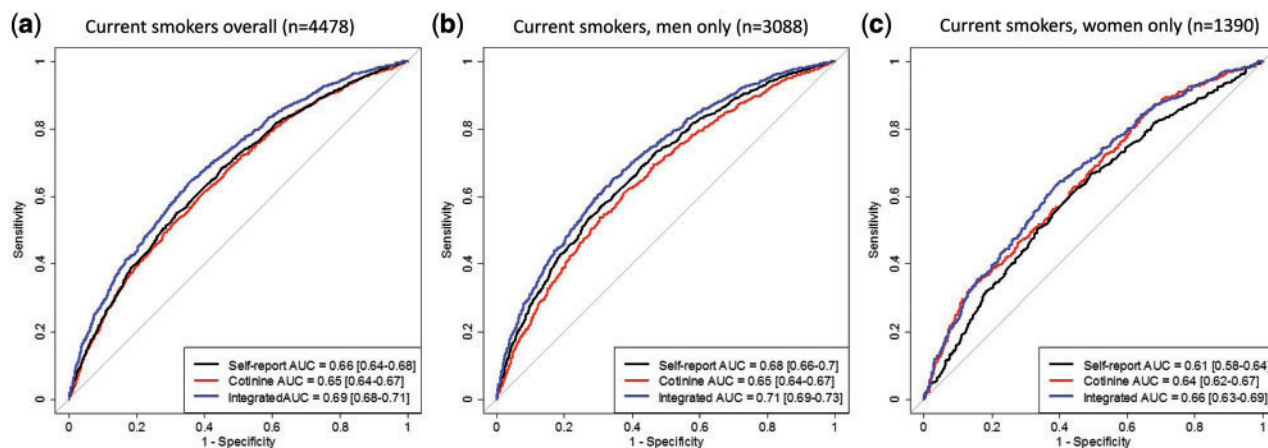 (a) Current smokers overall (n=4478)
Sensitivity
0 0.2 0.4 0.6 0.8 1
Self-report AUC = 0.66 [0.64-0.68]
Cotinine AUC = 0.65 [0.64-0.67]
IntegratedAUC = 0.69 [0.68-0.71]
0 0.2 0.4 0.6 0.8 1
1 - Specificity
(b) Current smokers, men only (n=3088)
Sensitivity
0 0.2 0.4 0.6 0.8 1
Self-report AUC = 0.68 [0.66-0.7]
Cotinine AUC = 0.65 [0.64-0.67]
Integrated AUC = 0.71 [0.69-0.73]
0 0.2 0.4 0.6 0.8 1
1 - Specificity
(c) Current smokers, women only (n=1390)
Sensitivity
0 0.2 0.4 0.6 0.8 1
Self-report AUC = 0.61 [0.58-0.64]
Cotinine AUC = 0.64 [0.62-0.67]
Integrated AUC = 0.66 [0.63-0.69]
0 0.2 0.4 0.6 0.8 1
1 - Specificity